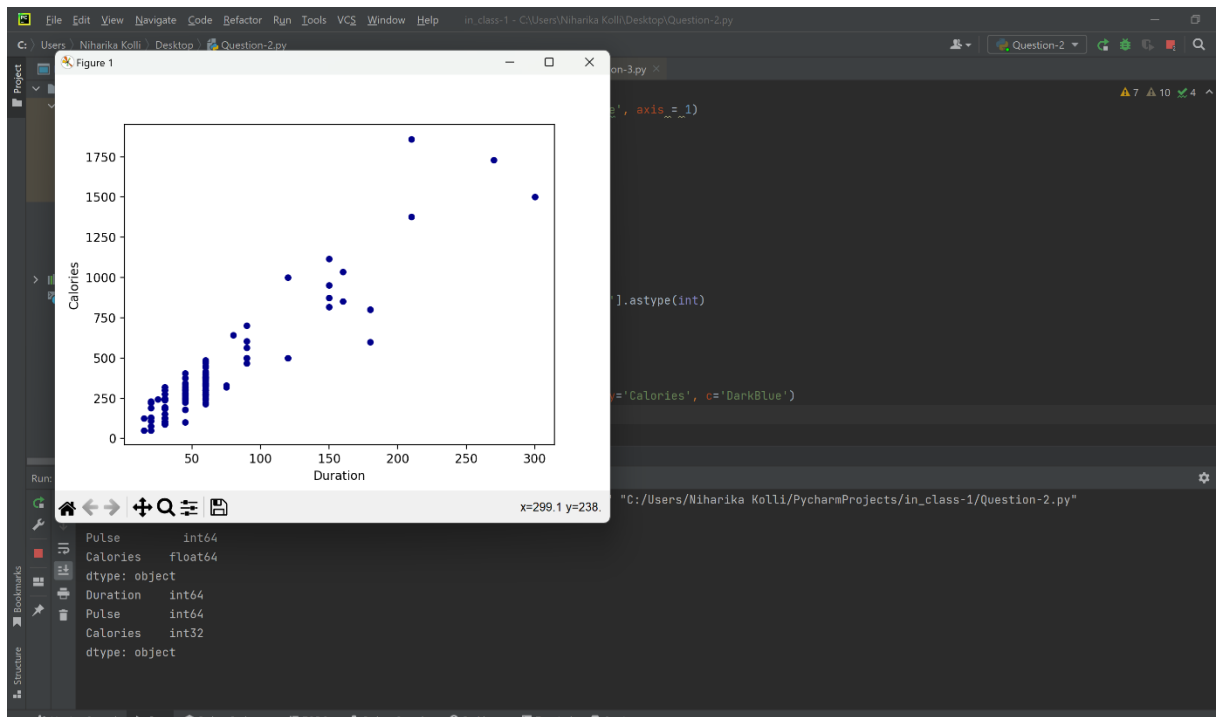 File Edit View Navigate Code Refactor Run Tools VCS Window Help in_class-1 - C:\Users\Niharika Kolli\Desktop\Question-2.py
C: Users Niharika Kolli Desktop Question-2.py Question-2
Figure 1
on-3.py
Project
7 10 4
', axis = 1)
1750
1500
1250
1000
750
500
250
0
Calories
50 100 150 200 250 300
Duration
'].astype(int)
='Calories', c='DarkBlue')
x=299.1 y=238.
Run:
"C:/Users/Niharika Kolli/PycharmProjects/in_class-1/Question-2.py"
Pulse int64
Calories float64
dtype: object
Duration int64
Pulse int64
Calories int32
dtype: object
Bookmarks
Structure